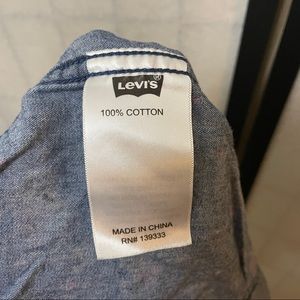 Levi's
100% COTTON
MADE IN CHINA
RN# 139333